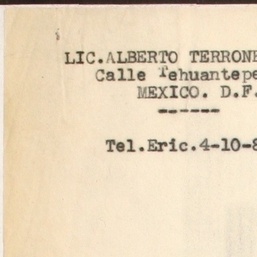 LIC.ALBERTO TERRONE
Calle Tehuantepe
MEXICO. D.F.
------
Tel.Eric.4-10-8